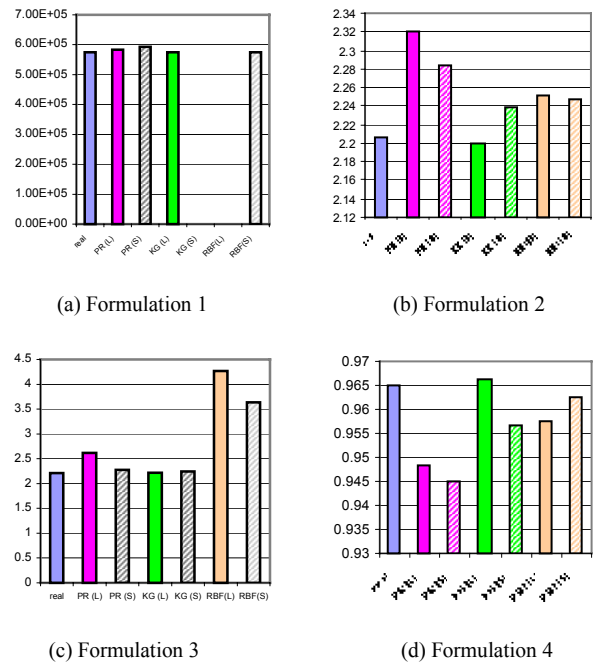 7.00E+05
6.00E+05
5.00E+05
4.00E+05
3.00E+05
2.00E+05
1.00E+05
0.00E+00
real PR (L) PR (S) KG (L) KG (S) RBF(L) RBF(S)
(a) Formulation 1
2.34
2.32
2.3
2.28
2.26
2.24
2.22
2.2
2.18
2.16
2.14
2.12
(b) Formulation 2
4.5
4
3.5
3
2.5
2
1.5
1
0.5
0
real PR (L) PR (S) KG (L) KG (S) RBF(L) RBF(S)
(c) Formulation 3
0.97
0.965
0.96
0.955
0.95
0.945
0.94
0.935
0.93
(d) Formulation 4